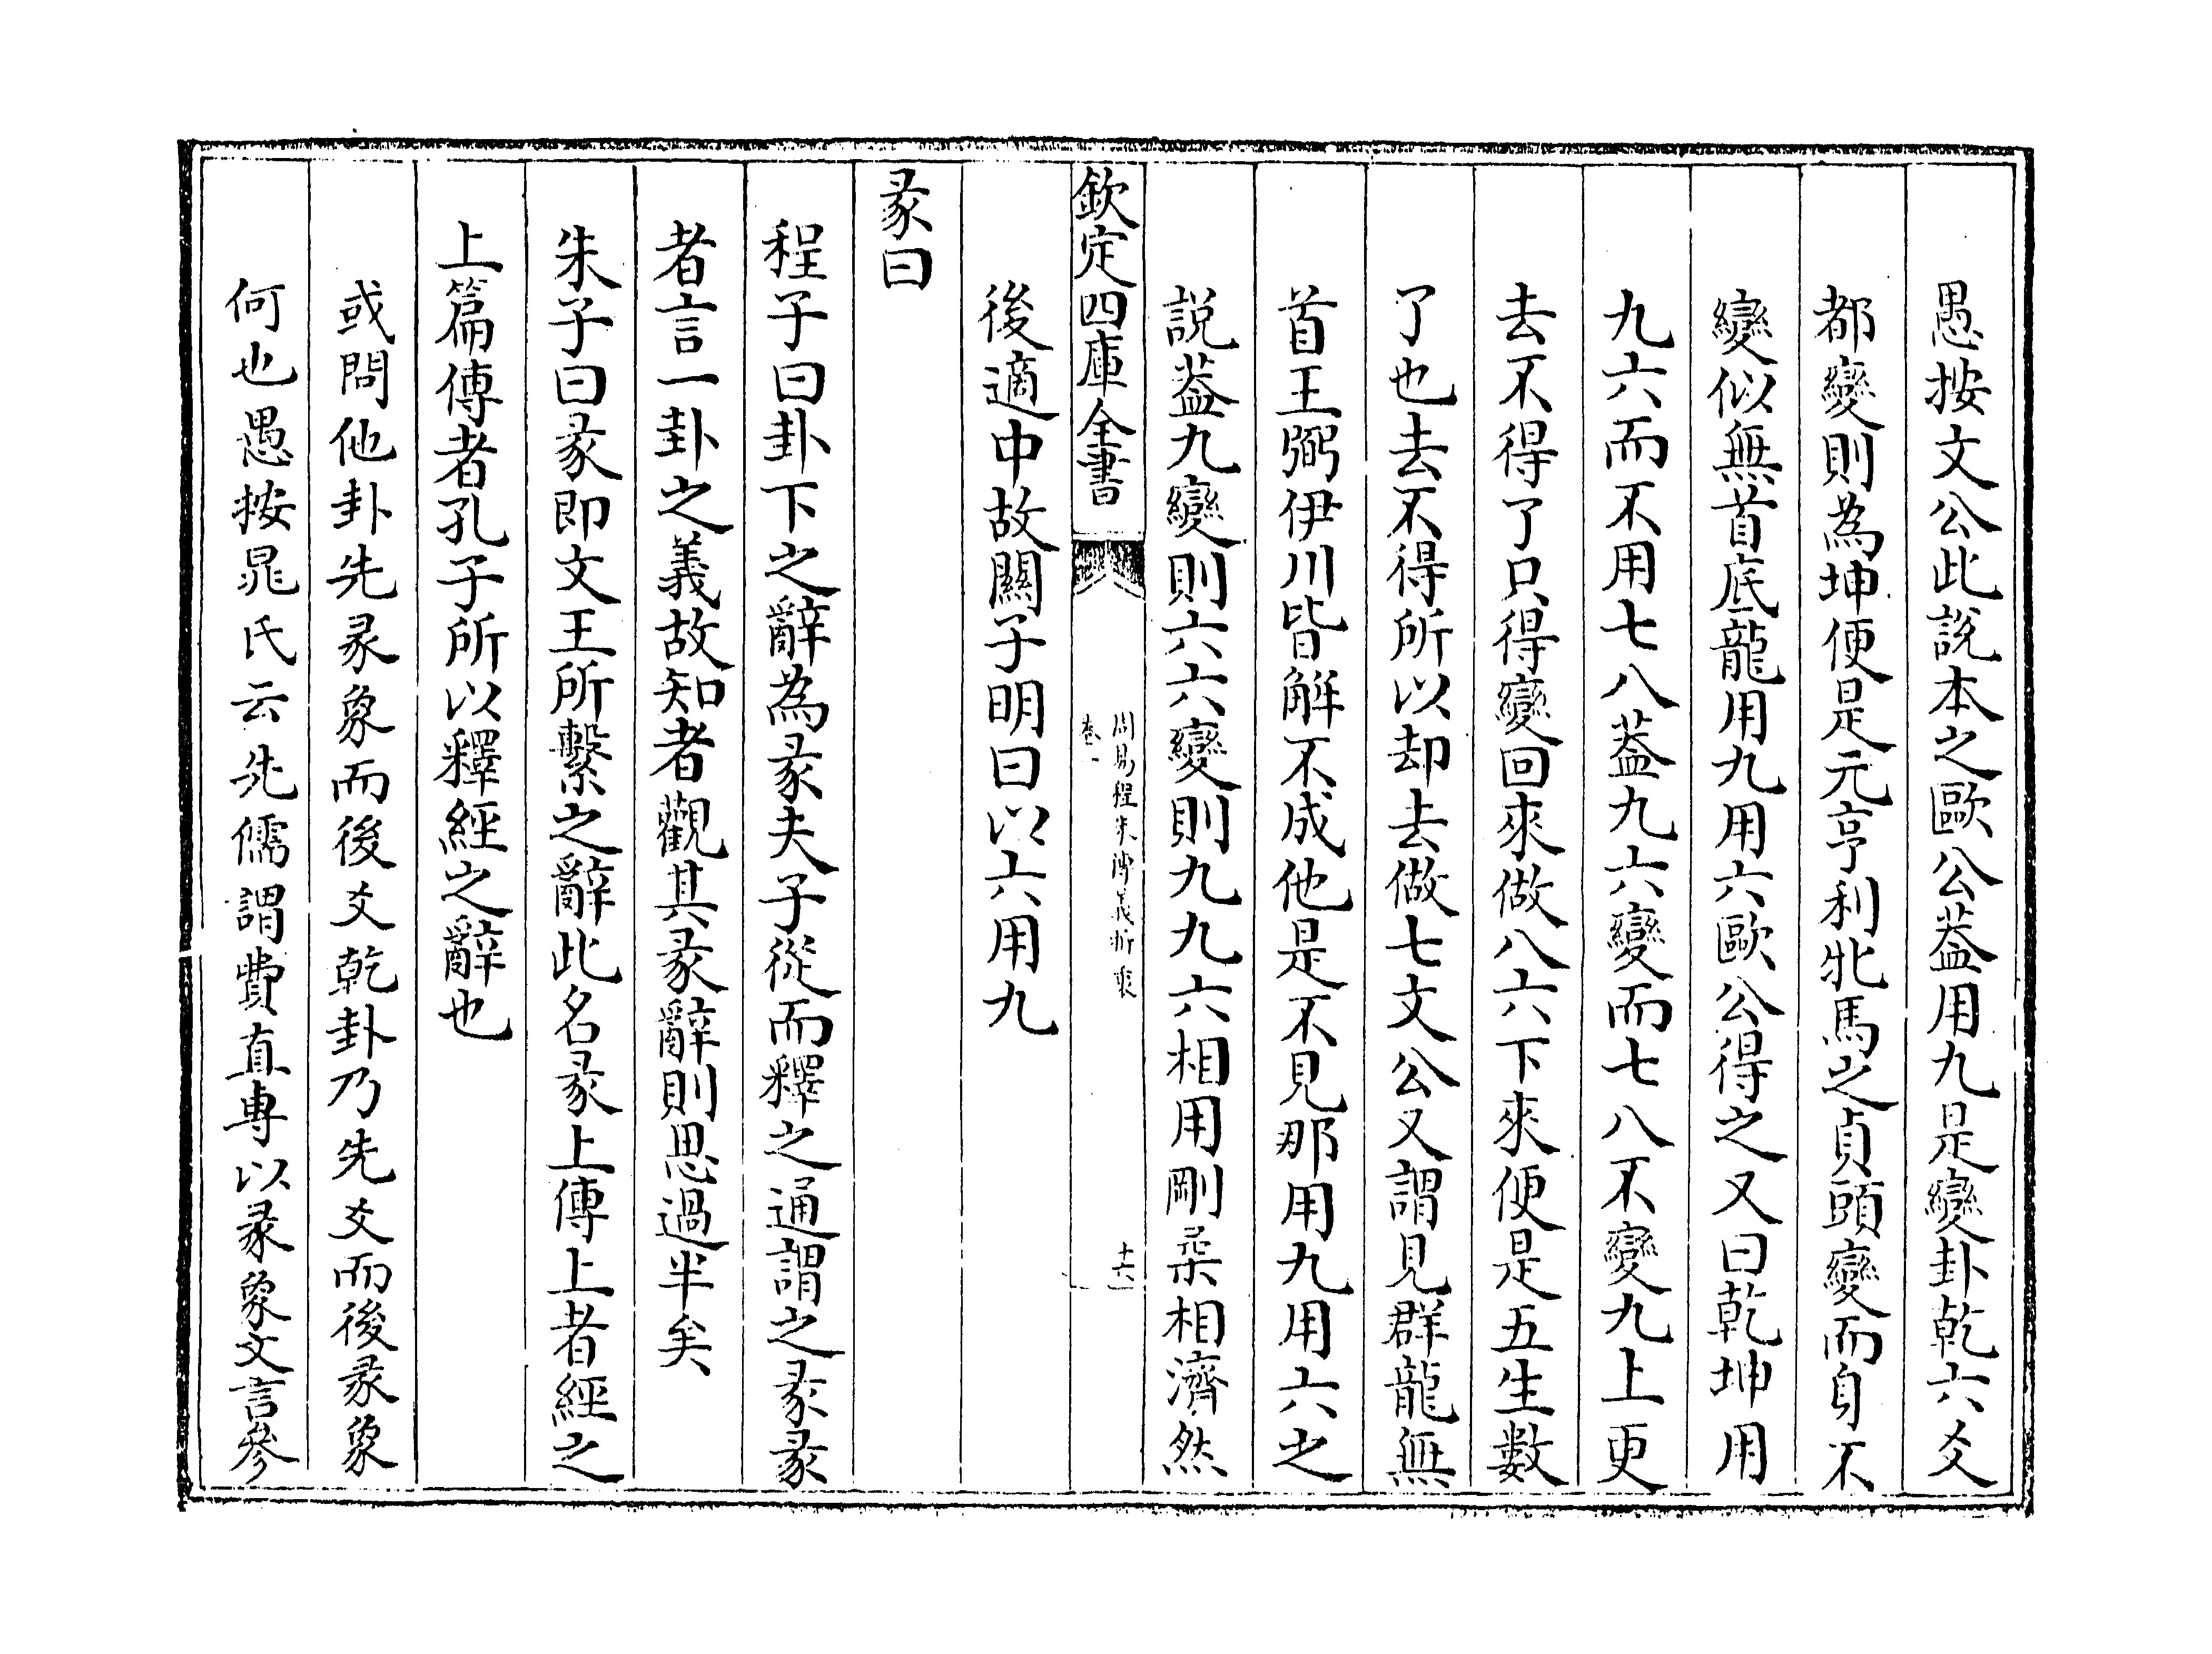 愚按文公此說本之歐公葢用九是變卦乾六爻
都變則為坤便是元亨利牝馬之貞頭變而身不
變似無首底龍用九用六歐公得之又曰乾坤用
九六而不用七八葢九六變而七八不變九上更
去不得了只得變回來做八六下來便是五生數
了也去不得所以却去做七文公又謂見群龍無
首王弼伊川皆解不成他是不見那用九用六之
說葢九變則六六變則九九六相用剛柔相濟然
欽定四庫全書
周易程朱傳義折衷
卷一
十六
後適中故關子明曰以六用九
彖曰
程子曰卦下之辭為彖夫子從而釋之通謂之彖彖
者言一卦之義故知者觀其彖辭則思過半矣
朱子曰彖即文王所繫之辭此名彖上傳上者經之
上篇傳者孔子所以釋經之辭也
或問他卦先彖象而後爻乾卦乃先爻而後彖象
何也愚按晁氏云先儒謂費直專以彖象文言參